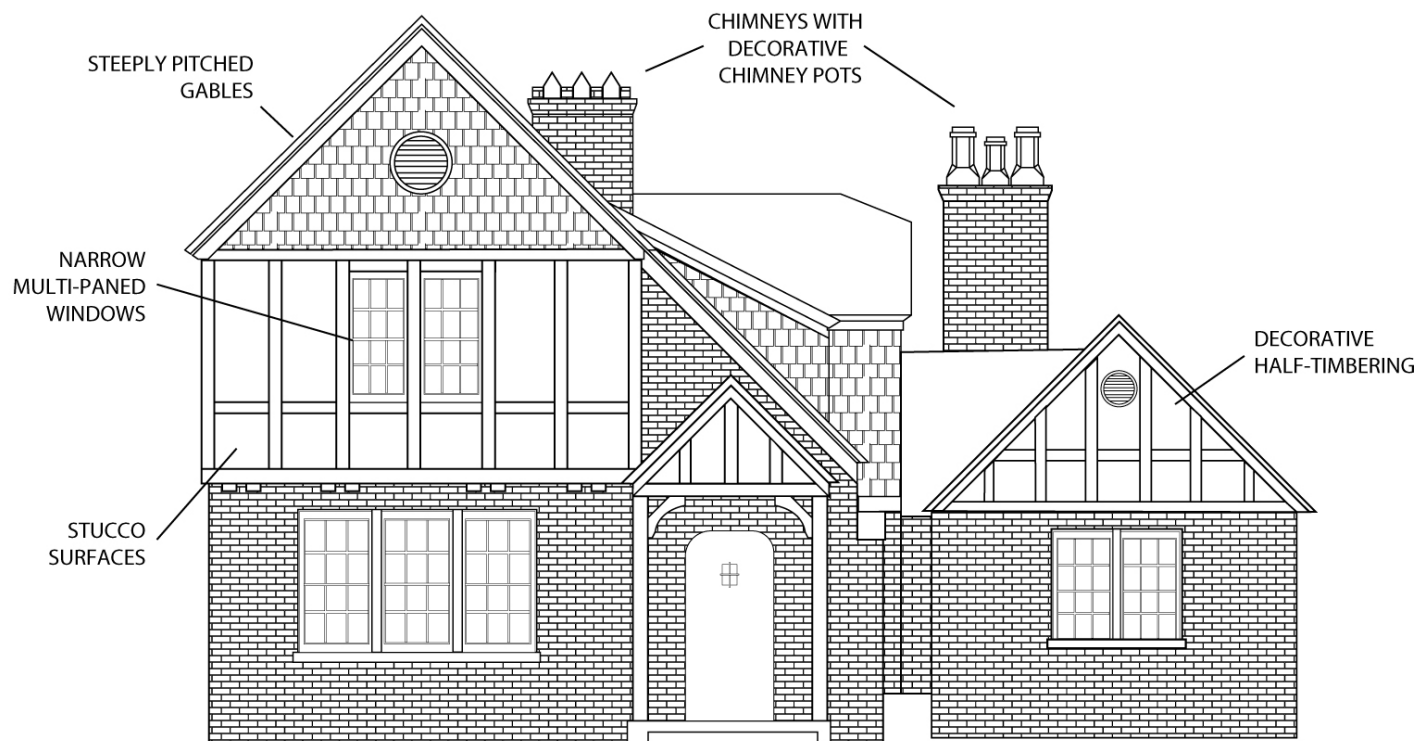 CHIMNEYS WITH
DECORATIVE
CHIMNEY POTS
STEEPLY PITCHED
GABLES
NARROW
MULTI-PANED
WINDOWS
DECORATIVE
HALF-TIMBERING
STUCCO
SURFACES